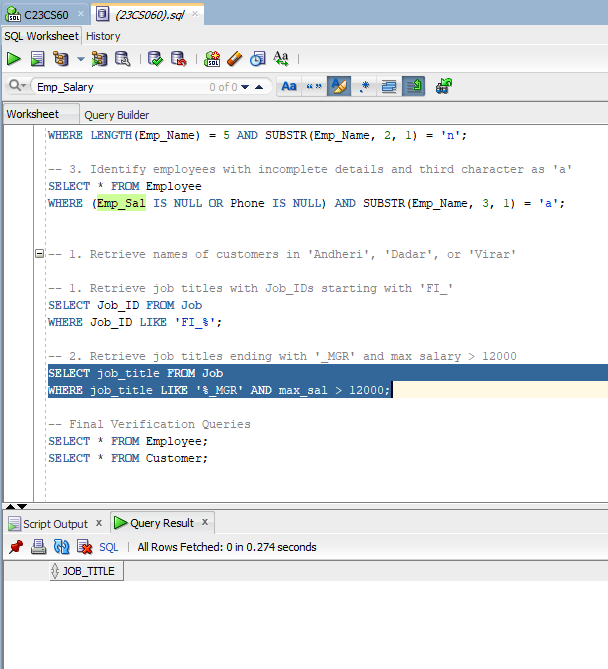 C23CS60 × (23CS060).sql ×
SQL Worksheet History
Emp_Salary 0 of 0 Aa “” .*
Worksheet Query Builder
WHERE LENGTH(Emp_Name) = 5 AND SUBSTR(Emp_Name, 2, 1) = 'n';
-- 3. Identify employees with incomplete details and third character as 'a'
SELECT * FROM Employee
WHERE (Emp_Sal IS NULL OR Phone IS NULL) AND SUBSTR(Emp_Name, 3, 1) = 'a';
-- 1. Retrieve names of customers in 'Andheri', 'Dadar', or 'Virar'
-- 1. Retrieve job titles with Job_IDs starting with 'FI_'
SELECT Job_ID FROM Job
WHERE Job_ID LIKE 'FI_%';
-- 2. Retrieve job titles ending with '_MGR' and max salary > 12000
SELECT job_title FROM Job
WHERE job_title LIKE '%_MGR' AND max_sal > 12000;
-- Final Verification Queries
SELECT * FROM Employee;
SELECT * FROM Customer;
Script Output × Query Result ×
SQL | All Rows Fetched: 0 in 0.274 seconds
JOB_TITLE